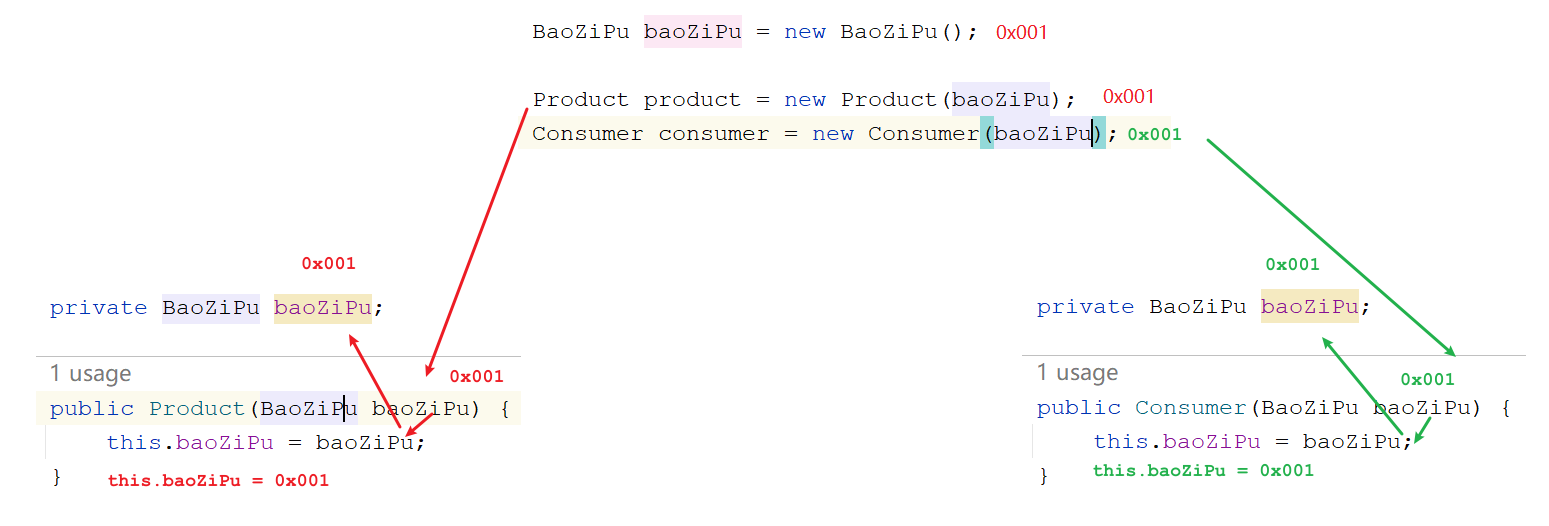 BaoZiPu baoZiPu = new BaoZiPu(); 0x001
Product product = new Product(baoZiPu); 0x001
Consumer consumer = new Consumer(baoZiPu); 0x001
0x001
private BaoZiPu baoZiPu;
1 usage
0x001
public Product(BaoZiPu baoZiPu) {
this.baoZiPu = baoZiPu;
}
this.baoZiPu = 0x001
0x001
private BaoZiPu baoZiPu;
1 usage
0x001
public Consumer(BaoZiPu baoZiPu) {
this.baoZiPu = baoZiPu;
}
this.baoZiPu = 0x001